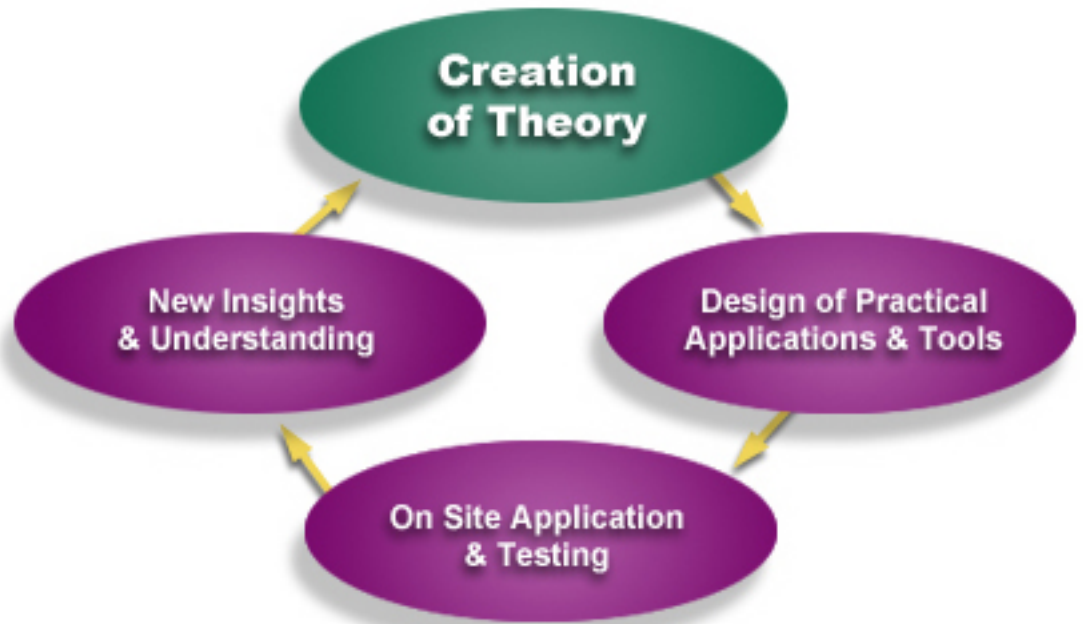 Creation
of Theory
New Insights
& Understanding
Design of Practical
Applications & Tools
On Site Application
& Testing